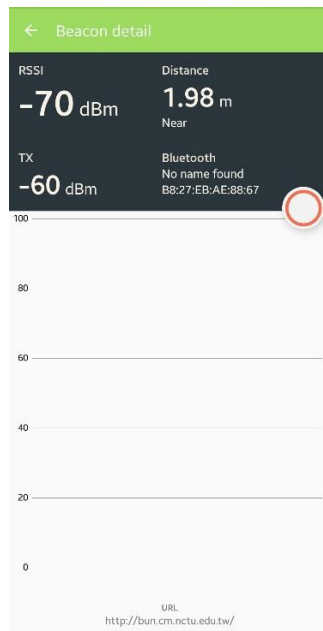 Beacon detail
RSSI
-70 dBm
Distance
1.98 m
Near
TX
-60 dBm
Bluetooth
No name found
B8:27:EB:AE:88:67
100
80
60
40
20
0
URL
http://bun.cm.nctu.edu.tw/